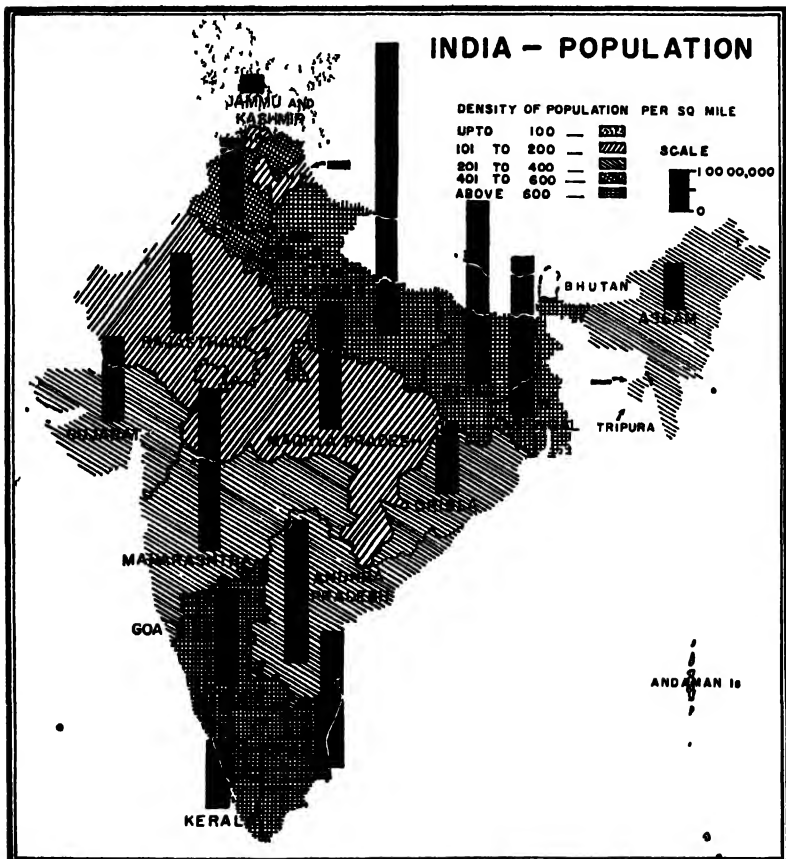 INDIA – POPULATION
DENSITY OF POPULATION PER SQ MILE
UPTO 100 —
101 TO 200 —
201 TO 400 —
401 TO 600 —
ABOVE 600 —
SCALE
1 00 00,000
0
JAMMU AND
KASHMIR
BHUTAN
ASSAM
RAJASTHAN
GUJARAT
MADHYA PRADESH
TRIPURA
ORISSA
MAHARASHTRA
ANDHRA
PRADESH
GOA
ANDAMAN Is
KERAL